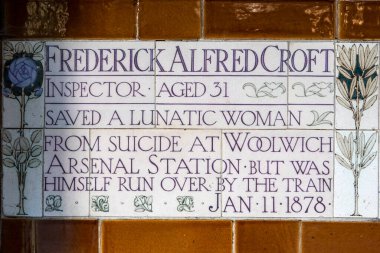 FREDERICK ALFRED CROFT
INSPECTOR · AGED 31
SAVED A LUNATIC WOMAN
FROM SUICIDE AT WOOLWICH
ARSENAL STATION · BUT WAS
HIMSELF RUN OVER BY THE TRAIN
JAN · 11 · 1878 ·